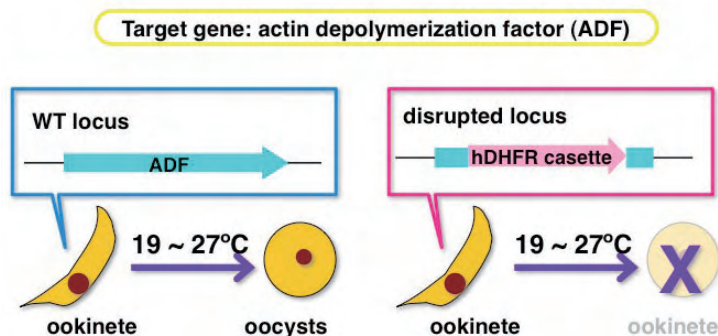 Target gene: actin depolymerization factor (ADF)
WT locus
ADF
19 ~ 27°C
ookinete
oocysts
disrupted locus
hDHFR casette
19 ~ 27°C
X
ookinete
ookinete